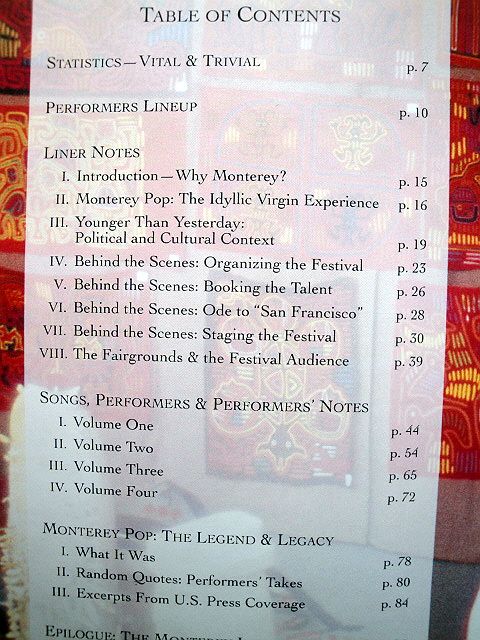 TABLE OF CONTENTS
STATISTICS—VITAL & TRIVIAL p. 7
PERFORMERS LINEUP p. 10
LINER NOTES
I. Introduction—Why Monterey? p. 15
II. Monterey Pop: The Idyllic Virgin Experience p. 16
III. Younger Than Yesterday:
Political and Cultural Context p. 19
IV. Behind the Scenes: Organizing the Festival p. 23
V. Behind the Scenes: Booking the Talent p. 26
VI. Behind the Scenes: Ode to "San Francisco" p. 28
VII. Behind the Scenes: Staging the Festival p. 30
VIII. The Fairgrounds & the Festival Audience p. 39
SONGS, PERFORMERS & PERFORMERS' NOTES
I. Volume One p. 44
II. Volume Two p. 54
III. Volume Three p. 65
IV. Volume Four p. 72
MONTEREY POP: THE LEGEND & LEGACY
I. What It Was p. 78
II. Random Quotes: Performers' Takes p. 80
III. Excerpts From U.S. Press Coverage p. 84
EPILOGUE: THE MONTEREY